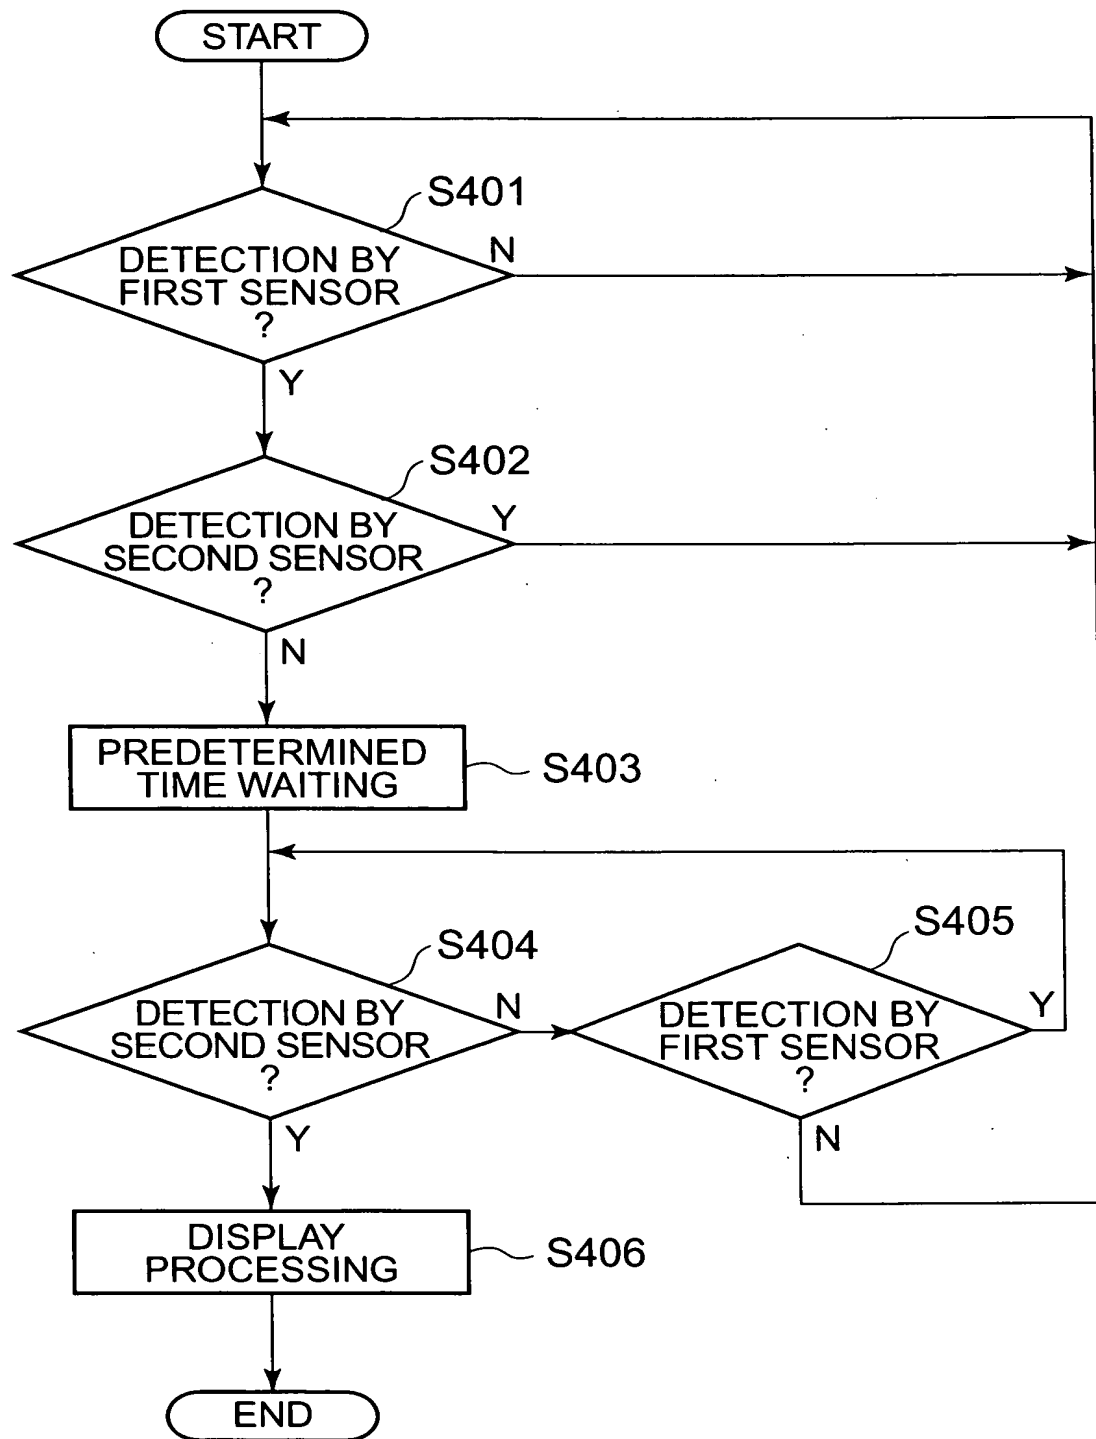 START
S401
DETECTION BY
FIRST SENSOR
?
N
Y
S402
DETECTION BY
SECOND SENSOR
?
Y
N
PREDETERMINED
TIME WAITING
S403
S404
DETECTION BY
SECOND SENSOR
?
N
Y
S405
DETECTION BY
FIRST SENSOR
?
Y
N
DISPLAY
PROCESSING
S406
END